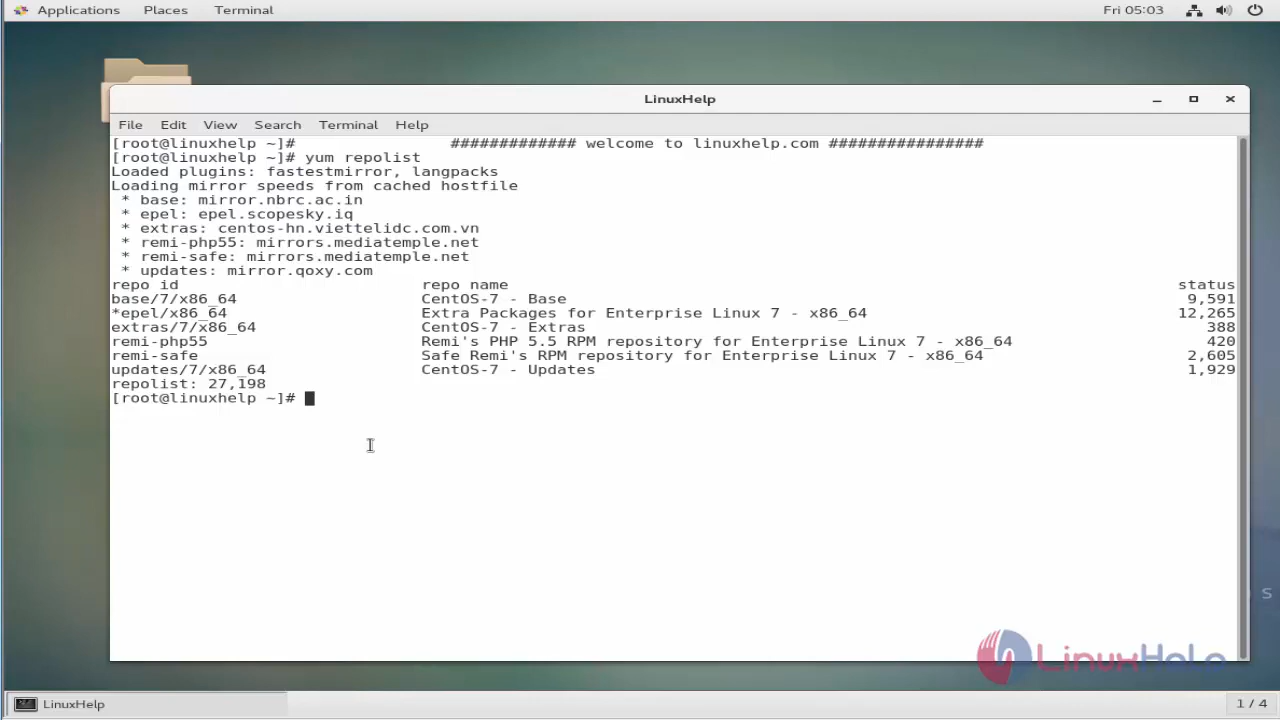 Applications Places Terminal Fri 05:03
LinuxHelp
File Edit View Search Terminal Help
[root@linuxhelp ~]# ############# welcome to linuxhelp.com ################
[root@linuxhelp ~]# yum repolist
Loaded plugins: fastestmirror, langpacks
Loading mirror speeds from cached hostfile
* base: mirror.nbrc.ac.in
* epel: epel.scopesky.iq
* extras: centos-hn.viettelidc.com.vn
* remi-php55: mirrors.mediatemple.net
* remi-safe: mirrors.mediatemple.net
* updates: mirror.qoxy.com
repo id repo name status
base/7/x86_64 CentOS-7 - Base 9,591
*epel/x86_64 Extra Packages for Enterprise Linux 7 - x86_64 12,265
extras/7/x86_64 CentOS-7 - Extras 388
remi-php55 Remi's PHP 5.5 RPM repository for Enterprise Linux 7 - x86_64 420
remi-safe Safe Remi's RPM repository for Enterprise Linux 7 - x86_64 2,605
updates/7/x86_64 CentOS-7 - Updates 1,929
repolist: 27,198
[root@linuxhelp ~]#
S
LinuxHelp
LinuxHelp 1 / 4